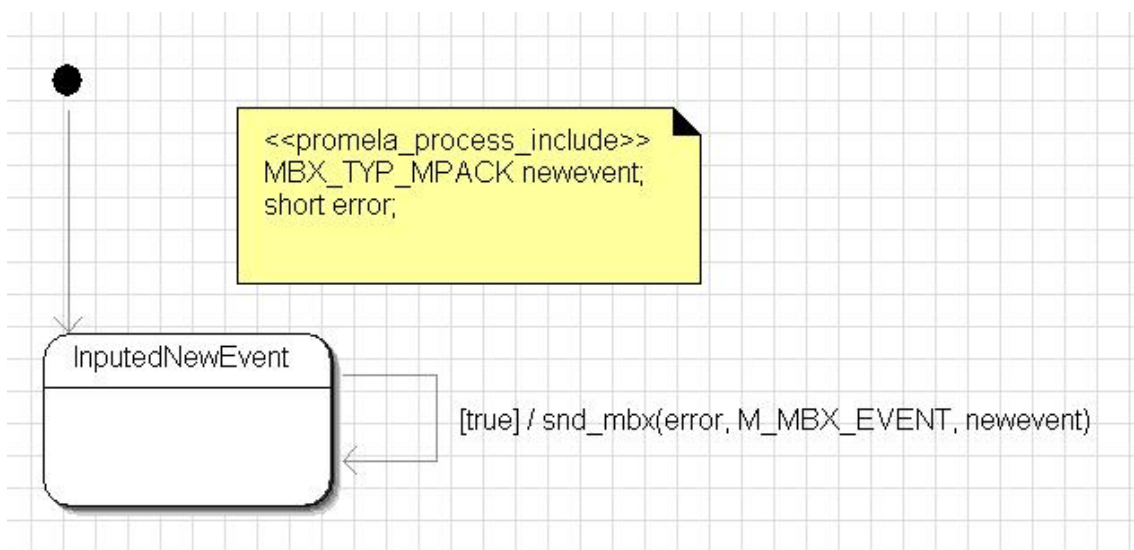 <<promela_process_include>>
MBX_TYP_MPACK newevent;
short error;
InputedNewEvent
[true] / snd_mbx(error, M_MBX_EVENT, newevent)